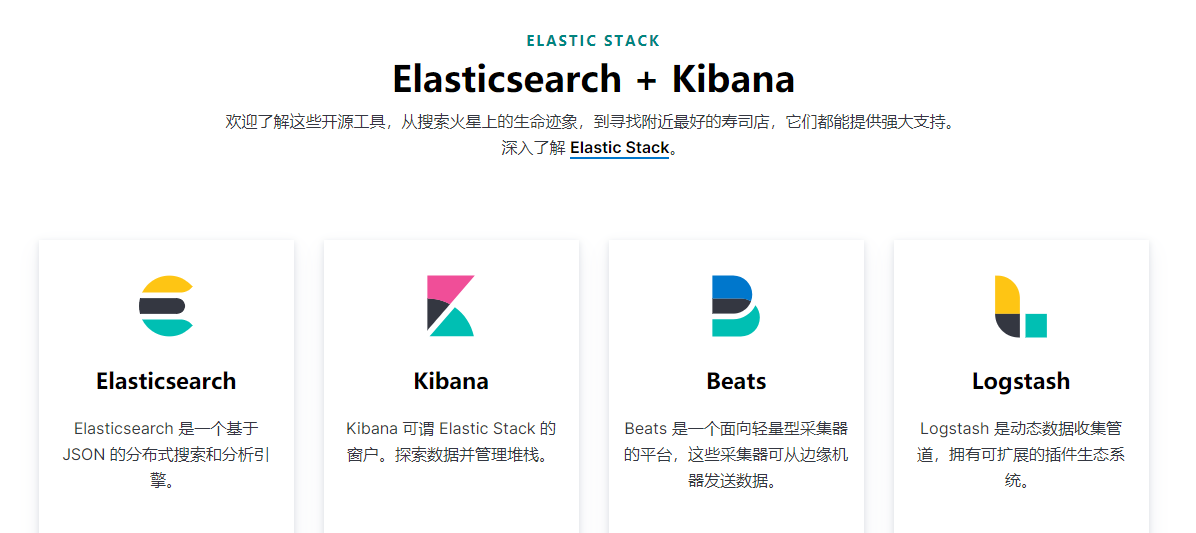 ELASTIC STACK
Elasticsearch + Kibana
欢迎了解这些开源工具，从搜索火星上的生命迹象，到寻找附近最好的寿司店，它们都能提供强大支持。
深入了解 Elastic Stack。
Elasticsearch
Elasticsearch 是一个基于
JSON 的分布式搜索和分析引
擎。
Kibana
Kibana 可谓 Elastic Stack 的
窗户。探索数据并管理堆栈。
Beats
Beats 是一个面向轻量型采集器
的平台，这些采集器可从边缘机
器发送数据。
Logstash
Logstash 是动态数据收集管
道，拥有可扩展的插件生态系
统。